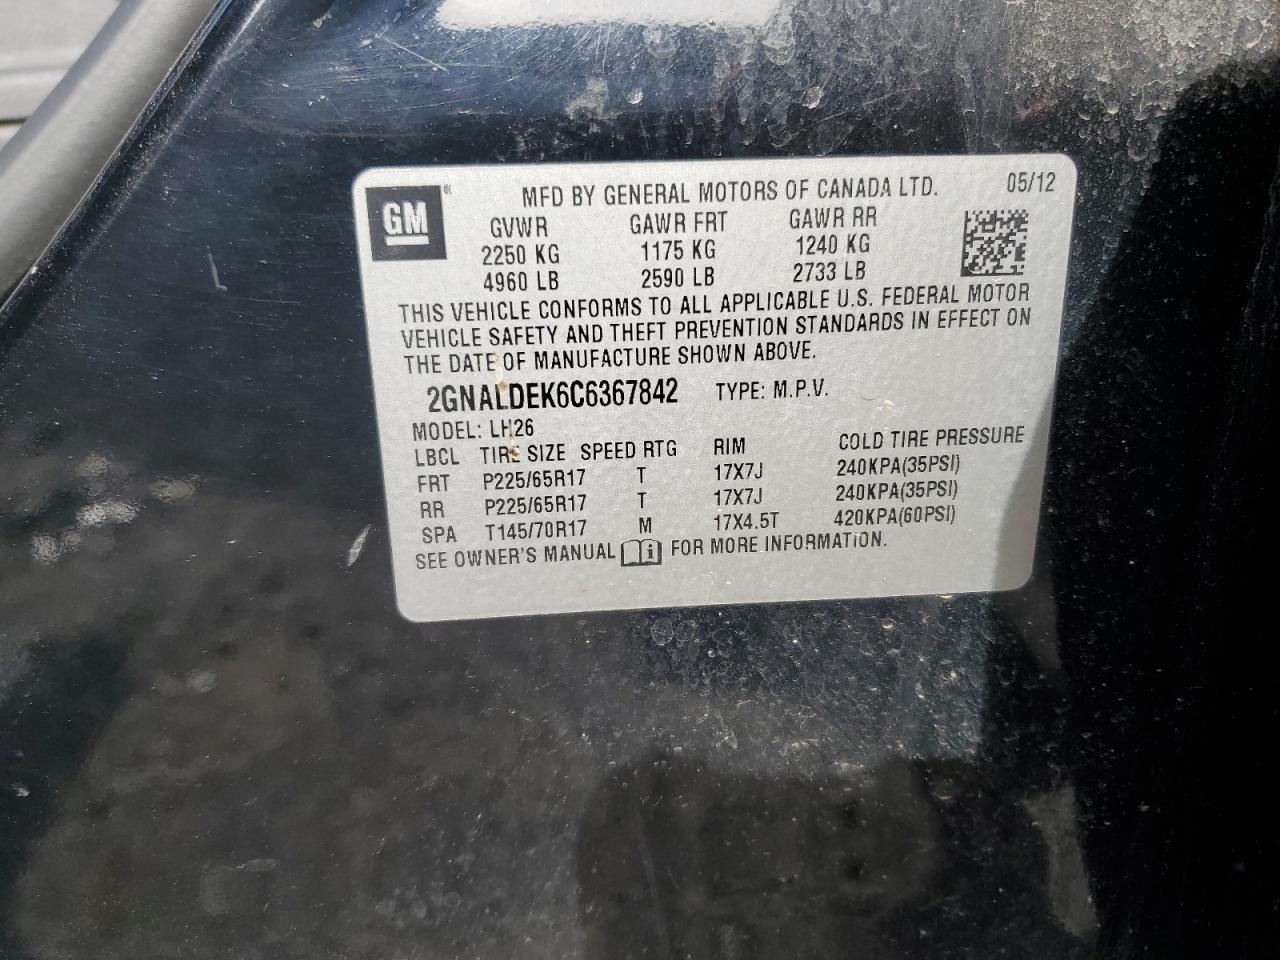 GM ® MFD BY GENERAL MOTORS OF CANADA LTD. 05/12
GVWR GAWR FRT GAWR RR
2250 KG 1175 KG 1240 KG
4960 LB 2590 LB 2733 LB
THIS VEHICLE CONFORMS TO ALL APPLICABLE U.S. FEDERAL MOTOR
VEHICLE SAFETY AND THEFT PREVENTION STANDARDS IN EFFECT ON
THE DATE OF MANUFACTURE SHOWN ABOVE.
2GNALDEK6C6367842 TYPE: M.P.V.
MODEL: LH26
LBCL TIRE SIZE SPEED RTG RIM COLD TIRE PRESSURE
FRT P225/65R17 T 17X7J 240KPA(35PSI)
RR P225/65R17 T 17X7J 240KPA(35PSI)
SPA T145/70R17 M 17X4.5T 420KPA(60PSI)
SEE OWNER'S MANUAL i FOR MORE INFORMATION.